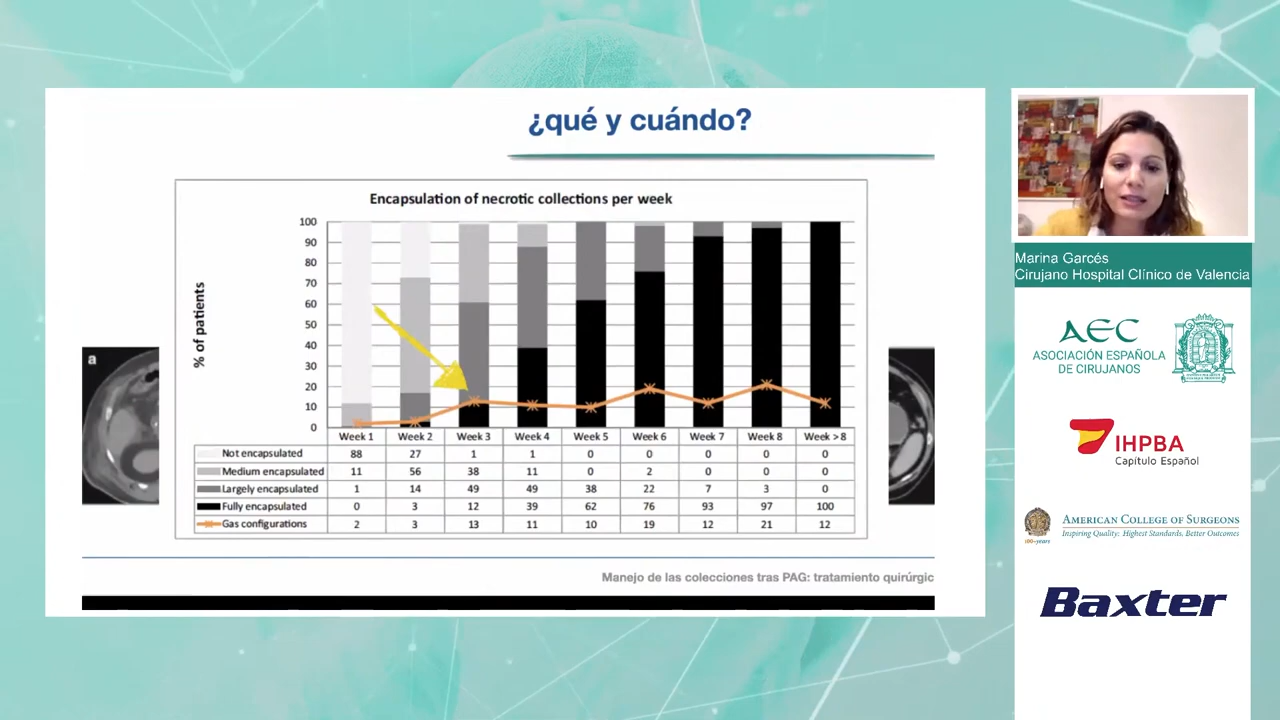 ¿qué y cuándo?
Encapsulation of necrotic collections per week
% of patients
100
90
80
70
60
50
40
30
20
10
0
Week 1 Week 2 Week 3 Week 4 Week 5 Week 6 Week 7 Week 8 Week > 8
Not encapsulated 88 27 1 1 0 0 0 0 0
Medium encapsulated 11 56 38 11 0 2 0 0 0
Largely encapsulated 1 14 49 49 38 22 7 3 0
Fully encapsulated 0 3 12 39 62 76 93 97 100
Gas configurations 2 3 13 11 10 19 12 21 12
a
Manejo de las colecciones tras PAG: tratamiento quirúrgic
Marina Garcés
Cirujano Hospital Clínico de Valencia
AEC
ASOCIACIÓN ESPAÑOLA
DE CIRUJANOS
IHPBA
Capítulo Español
AMERICAN COLLEGE OF SURGEONS
Inspiring Quality: Highest Standards, Better Outcomes
100+years
Baxter